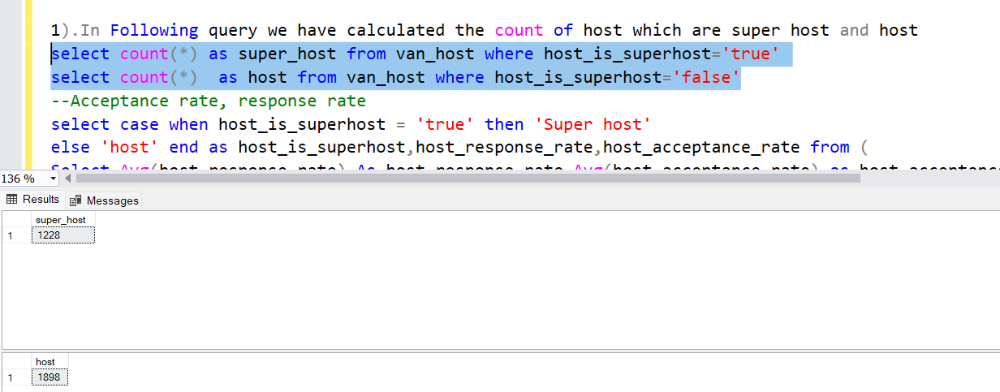 1).In Following query we have calculated the count of host which are super host and host
select count(*) as super_host from van_host where host_is_superhost='true'
select count(*)  as host from van_host where host_is_superhost='false'
--Acceptance rate, response rate
select case when host_is_superhost = 'true' then 'Super host'
else 'host' end as host_is_superhost,host_response_rate,host_acceptance_rate from (
Select Avg(host_response_rate) As host_response_rate,Avg(host_acceptance_rate) as host_acceptance
136 %
Results Messages
super_host
1 1228
host
1 1898